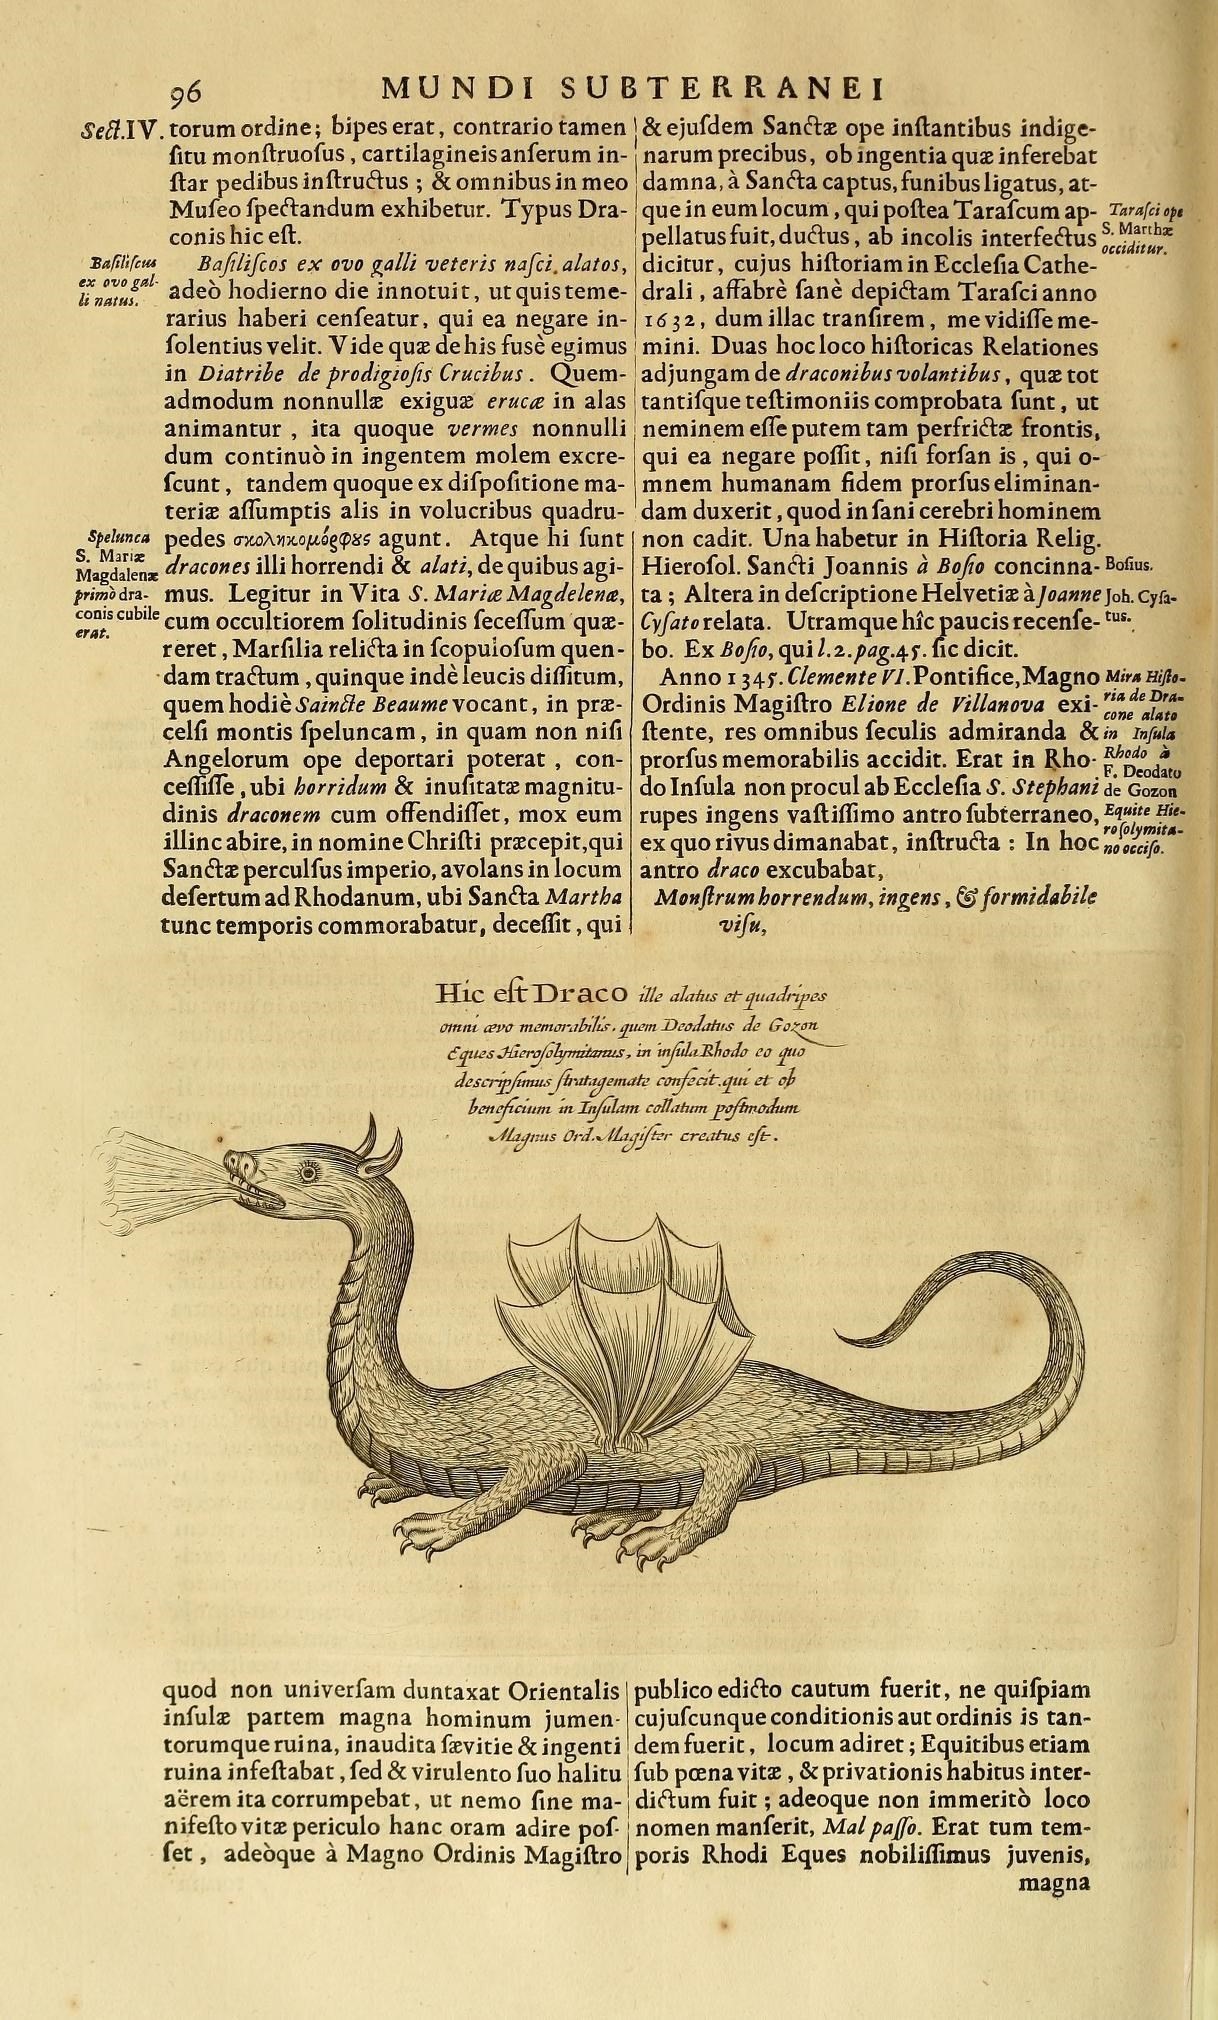 96
MUNDI SUBTERRANEI
Sect.IV.
torum ordine; bipes erat, contrario tamen
ſitu monſtruoſus, cartilagineis anſerum in-
ſtar pedibus inſtructus; & omnibus in meo
Muſeo ſpectandum exhibetur. Typus Dra-
conis hic eſt.
Baſiliſcus
ex ovo gal-
li natus.
Baſiliſcos ex ovo galli veteris naſci alatos,
adeò hodierno die innotuit, ut quis teme-
rarius haberi cenſeatur, qui ea negare in-
ſolentius velit. Vide quæ de his fusè egimus
in Diatribe de prodigioſis Crucibus. Quem-
admodum nonnullæ exiguæ erucæ in alas
animantur, ita quoque vermes nonnulli
dum continuò in ingentem molem excre-
ſcunt, tandem quoque ex diſpoſitione ma-
teriæ aſſumptis alis in volucribus quadru-
Spelunca
S. Mariæ
Magdalenæ
primò dra-
conis cubile
erat.
pedes σκοληκομόρφȣς agunt. Atque hi ſunt
dracones illi horrendi & alati, de quibus agi-
mus. Legitur in Vita S. Mariæ Magdelenæ,
cum occultiorem ſolitudinis ſeceſſum quæ-
reret, Marſilia relicta in ſcopuloſum quen-
dam tractum, quinque indè leucis diſſitum,
quem hodiè Saincte Beaume vocant, in præ-
celſi montis ſpeluncam, in quam non niſi
Angelorum ope deportari poterat, con-
ceſſiſſe, ubi horridum & inuſitatæ magnitu-
dinis draconem cum offendiſſet, mox eum
illinc abire, in nomine Chriſti præcepit, qui
Sanctæ perculſus imperio, avolans in locum
deſertum ad Rhodanum, ubi Sancta Martha
tunc temporis commorabatur, deceſſit, qui
& ejuſdem Sanctæ ope inſtantibus indige-
narum precibus, ob ingentia quæ inferebat
damna, à Sancta captus, funibus ligatus, at-
que in eum locum, qui poſtea Taraſcum ap-
pellatus fuit, ductus, ab incolis interfectus
Taraſci ope
S. Marthæ
occiditur.
dicitur, cujus hiſtoriam in Eccleſia Cathe-
drali, affabrè ſanè depictam Taraſci anno
1632, dum illac tranſirem, me vidiſſe me-
mini. Duas hoc loco hiſtoricas Relationes
adjungam de draconibus volantibus, quæ tot
tantiſque teſtimoniis comprobata ſunt, ut
neminem eſſe putem tam perfrictæ frontis,
qui ea negare poſſit, niſi forſan is, qui o-
mnem humanam fidem prorſus eliminan-
dam duxerit, quod in ſani cerebri hominem
non cadit. Una habetur in Hiſtoria Relig.
Hieroſol. Sancti Joannis à Boſio concinna-
Boſius.
ta; Altera in deſcriptione Helvetiæ à Joanne
Joh. Cyſa-
tus.
Cyſato relata. Utramque hîc paucis recenſe-
bo. Ex Boſio, qui l. 2. pag. 45. ſic dicit.
Anno 1345. Clemente VI. Pontifice, Magno
Mira Hiſto-
ria de Dra-
cone alato
in Inſula
Rhodo à
F. Deodato
de Gozon
Equite Hie-
roſolymita-
no occiſo.
Ordinis Magiſtro Elione de Villanova exi-
ſtente, res omnibus ſeculis admiranda &
prorſus memorabilis accidit. Erat in Rho-
do Inſula non procul ab Eccleſia S. Stephani
rupes ingens vaſtiſſimo antro ſubterraneo,
ex quo rivus dimanabat, inſtructa: In hoc
antro draco excubabat,
Monſtrum horrendum, ingens, & formidabile
viſu,
Hic eſt Draco ille alatus et quadripes
omni ævo memorabilis, quem Deodatus de Gozon
Eques Hieroſolymitanus, in inſula Rhodo eo quo
deſcripſimus ſtratagemate confecit. qui et ob
beneficium in Inſulam collatum poſtmodum
Magnus Ord. Magiſter creatus eſt.
quod non univerſam duntaxat Orientalis
inſulæ partem magna hominum jumen-
torumque ruina, inaudita ſævitie & ingenti
ruina infeſtabat, ſed & virulento ſuo halitu
aërem ita corrumpebat, ut nemo ſine ma-
nifeſto vitæ periculo hanc oram adire poſ-
ſet, adeòque à Magno Ordinis Magiſtro
publico edicto cautum fuerit, ne quiſpiam
cujuſcunque conditionis aut ordinis is tan-
dem fuerit, locum adiret; Equitibus etiam
ſub pœna vitæ, & privationis habitus inter-
dictum fuit; adeoque non immeritò loco
nomen manſerit, Mal paſſo. Erat tum tem-
poris Rhodi Eques nobiliſſimus juvenis,
magna